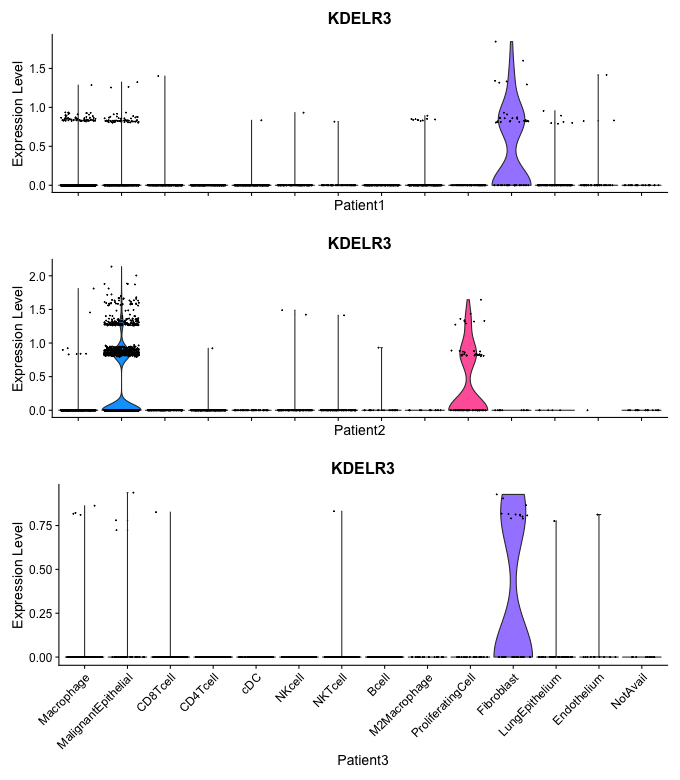 KDELR3
Expression Level
1.5
1.0
0.5
0.0
Patient1
KDELR3
Expression Level
2.0
1.5
1.0
0.5
0.0
Patient2
KDELR3
Expression Level
0.75
0.50
0.25
0.00
Macrophage
MalignantEpithelial
CD8Tcell
CD4Tcell
cDC
NKcell
NKTcell
Bcell
M2Macrophage
ProliferatingCell
Fibroblast
LungEpithelium
Endothelium
NotAvail
Patient3